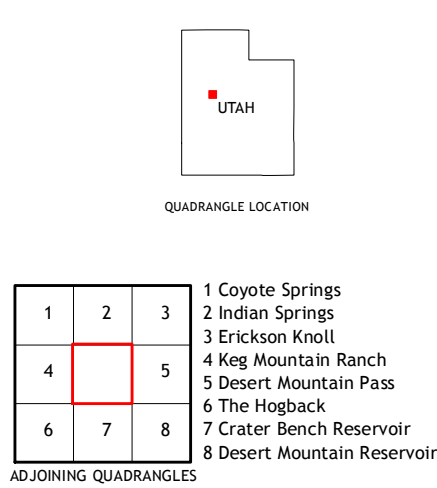 UTAH
QUADRANGLE LOCATION
1 2 3
4 5
6 7 8
1 Coyote Springs
2 Indian Springs
3 Erickson Knoll
4 Keg Mountain Ranch
5 Desert Mountain Pass
6 The Hogback
7 Crater Bench Reservoir
8 Desert Mountain Reservoir
ADJOINING QUADRANGLES